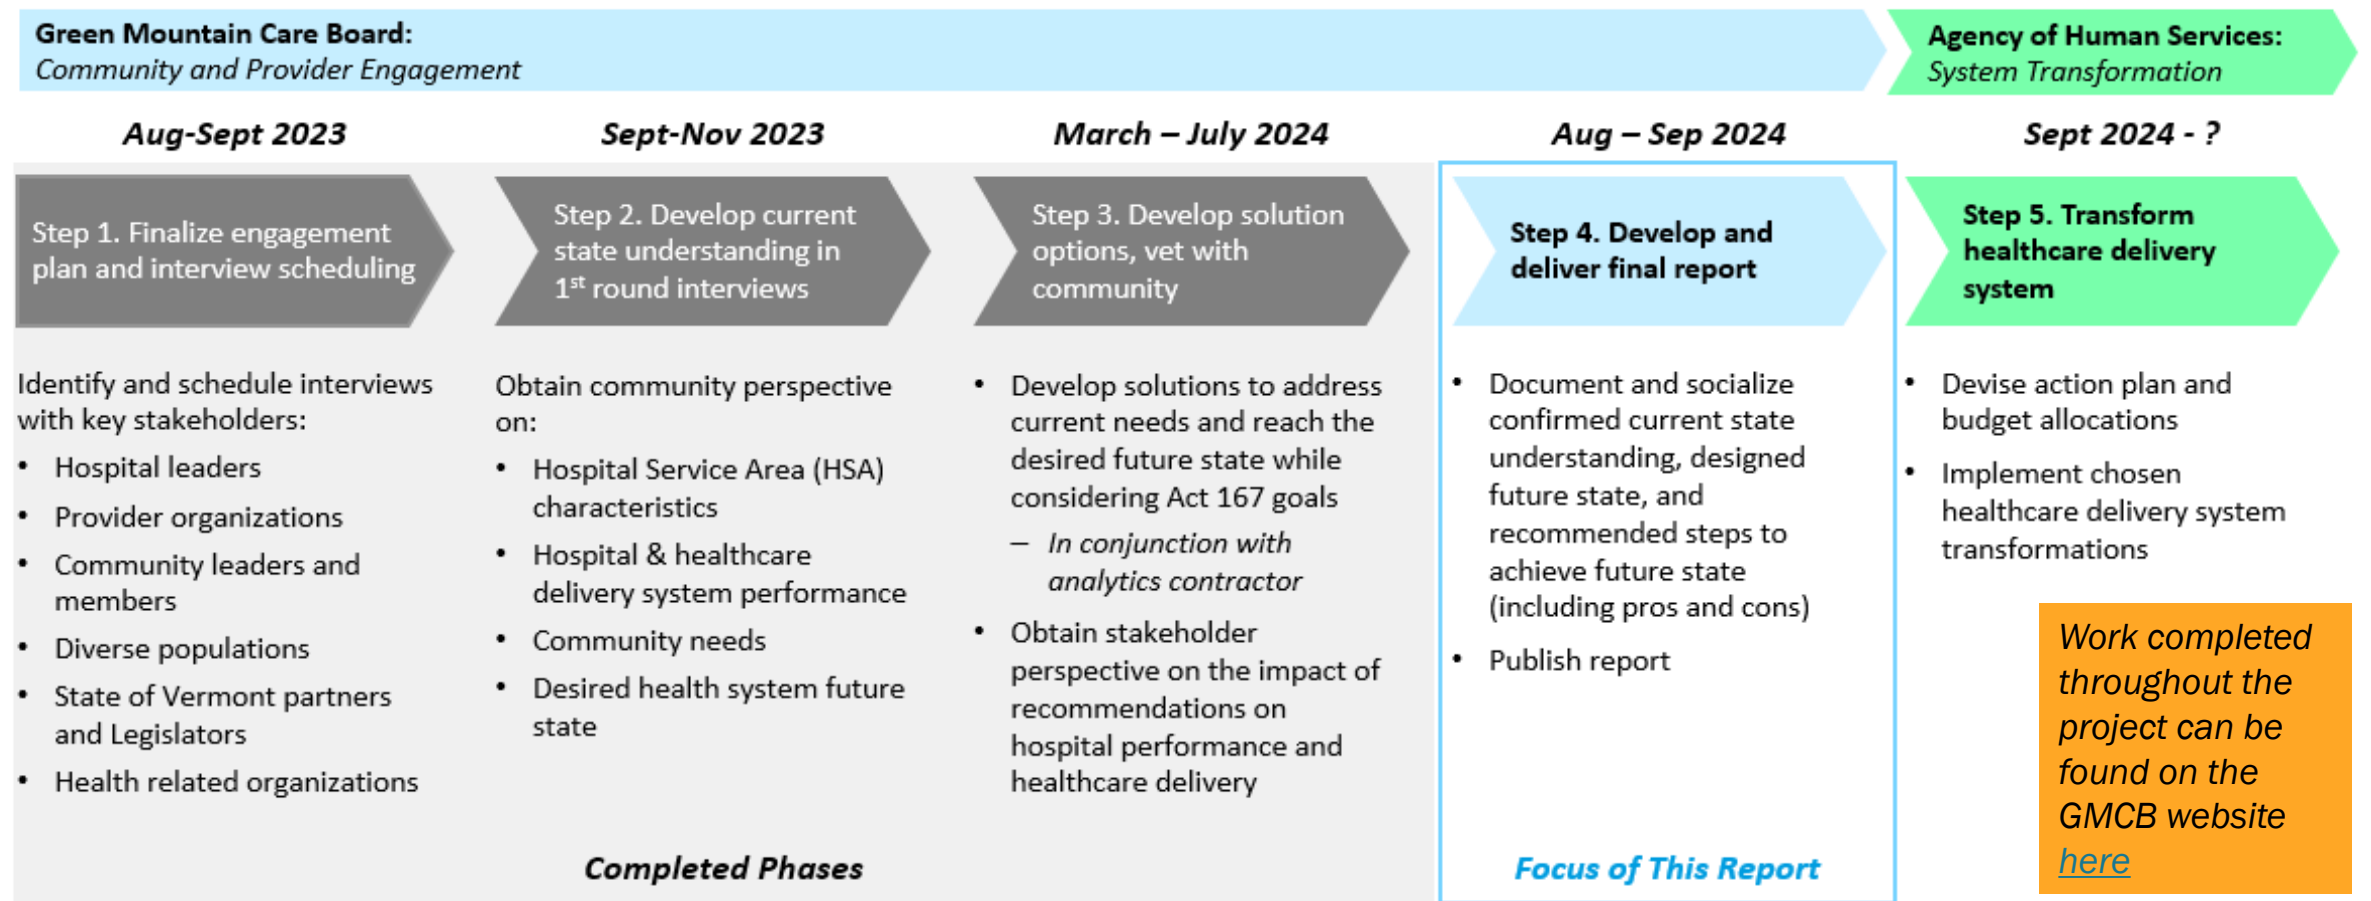 Green Mountain Care Board:
Community and Provider Engagement
Agency of Human Services:
System Transformation
Aug-Sept 2023
Sept-Nov 2023
March – July 2024
Aug – Sep 2024
Sept 2024 - ?
Step 1. Finalize engagement
plan and interview scheduling
Step 2. Develop current
state understanding in
1st round interviews
Step 3. Develop solution
options, vet with
community
Step 4. Develop and
deliver final report
Step 5. Transform
healthcare delivery
system
Identify and schedule interviews
with key stakeholders:
• Hospital leaders
• Provider organizations
• Community leaders and
members
• Diverse populations
• State of Vermont partners
and Legislators
• Health related organizations
Obtain community perspective
on:
• Hospital Service Area (HSA)
characteristics
• Hospital & healthcare
delivery system performance
• Community needs
• Desired health system future
state
• Develop solutions to address
current needs and reach the
desired future state while
considering Act 167 goals
– In conjunction with
analytics contractor
• Obtain stakeholder
perspective on the impact of
recommendations on
hospital performance and
healthcare delivery
• Document and socialize
confirmed current state
understanding, designed
future state, and
recommended steps to
achieve future state
(including pros and cons)
• Publish report
• Devise action plan and
budget allocations
• Implement chosen
healthcare delivery system
transformations
Work completed
throughout the
project can be
found on the
GMCB website
here
Completed Phases
Focus of This Report